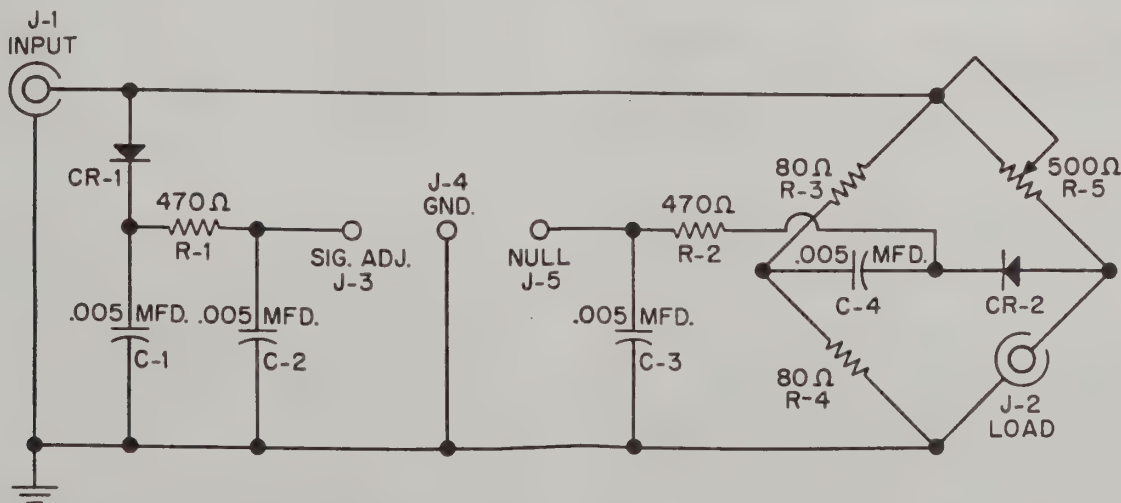 J-1
INPUT
CR-1
470Ω
R-1
SIG. ADJ.
J-3
J-4
GND.
NULL
J-5
470Ω
R-2
80Ω
R-3
500Ω
R-5
.005 MFD.
C-4
CR-2
.005 MFD.
C-1
.005 MFD.
C-2
.005 MFD.
C-3
80Ω
R-4
J-2
LOAD